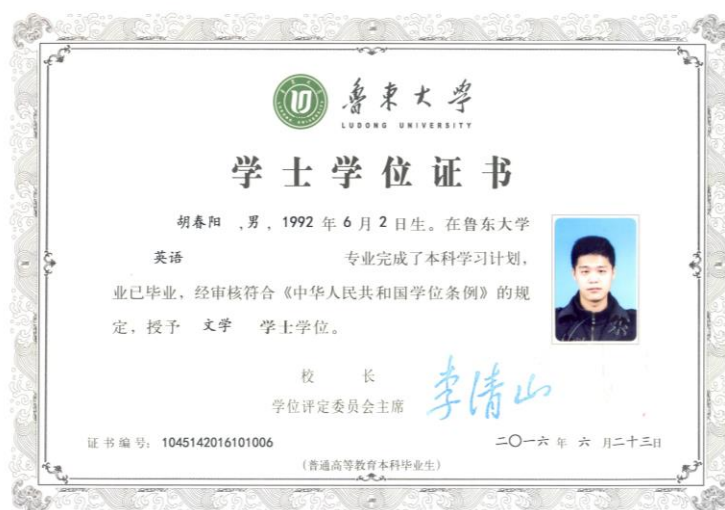 鲁东大学
LUDONG UNIVERSITY
学士学位证书
胡春阳 ,男, 1992 年 6 月 2 日生。在鲁东大学
英语 专业完成了本科学习计划,
业已毕业,经审核符合《中华人民共和国学位条例》的规
定,授予 文学 学士学位。
校 长
学位评定委员会主席 李清山
证书编号: 1045142016101006 二〇一六 年 六 月二十三日
(普通高等教育本科毕业生)